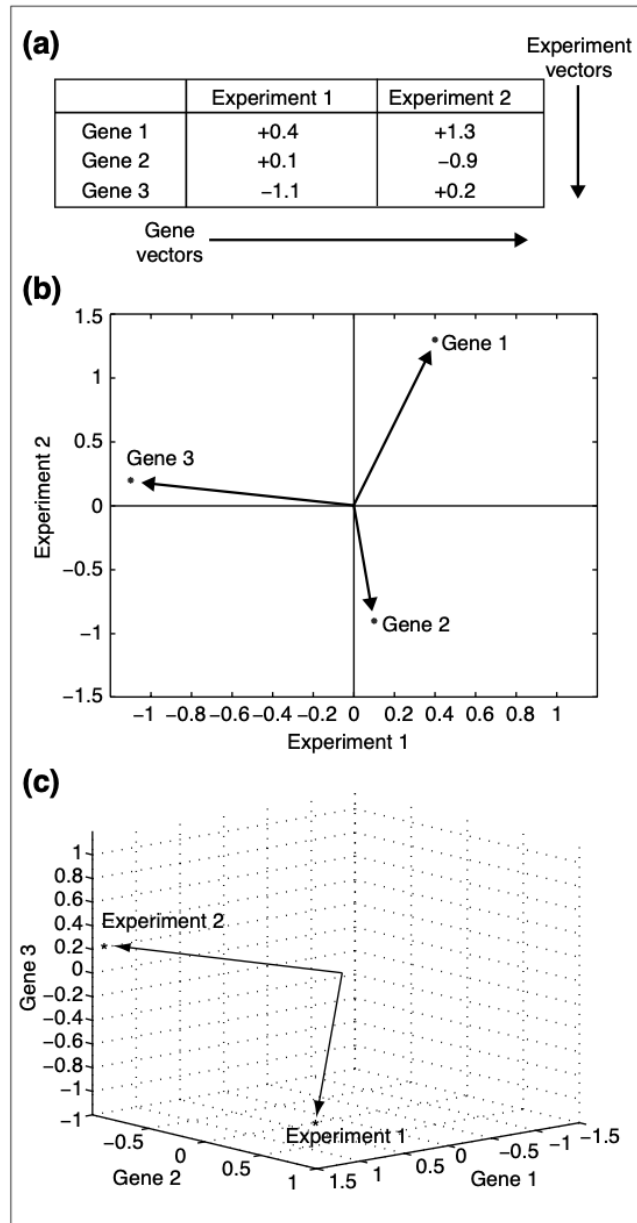 (a)
Experiment
vectors
Experiment 1 Experiment 2
Gene 1 +0.4 +1.3
Gene 2 +0.1 −0.9
Gene 3 −1.1 +0.2
Gene
vectors
(b)
1.5
Gene 1
1
0.5
Gene 3
Experiment 2
0
−0.5
Gene 2
−1
−1.5
−1 −0.8 −0.6 −0.4 −0.2 0 0.2 0.4 0.6 0.8 1
Experiment 1
(c)
1
0.8
0.6
0.4
Experiment 2
0.2
0
Gene 3
−0.2
−0.4
−0.6
−0.8
−1
Experiment 1
−1 −0.5 0 0.5 1
Gene 2
1.5 1 0.5 0 −0.5 −1 −1.5
Gene 1